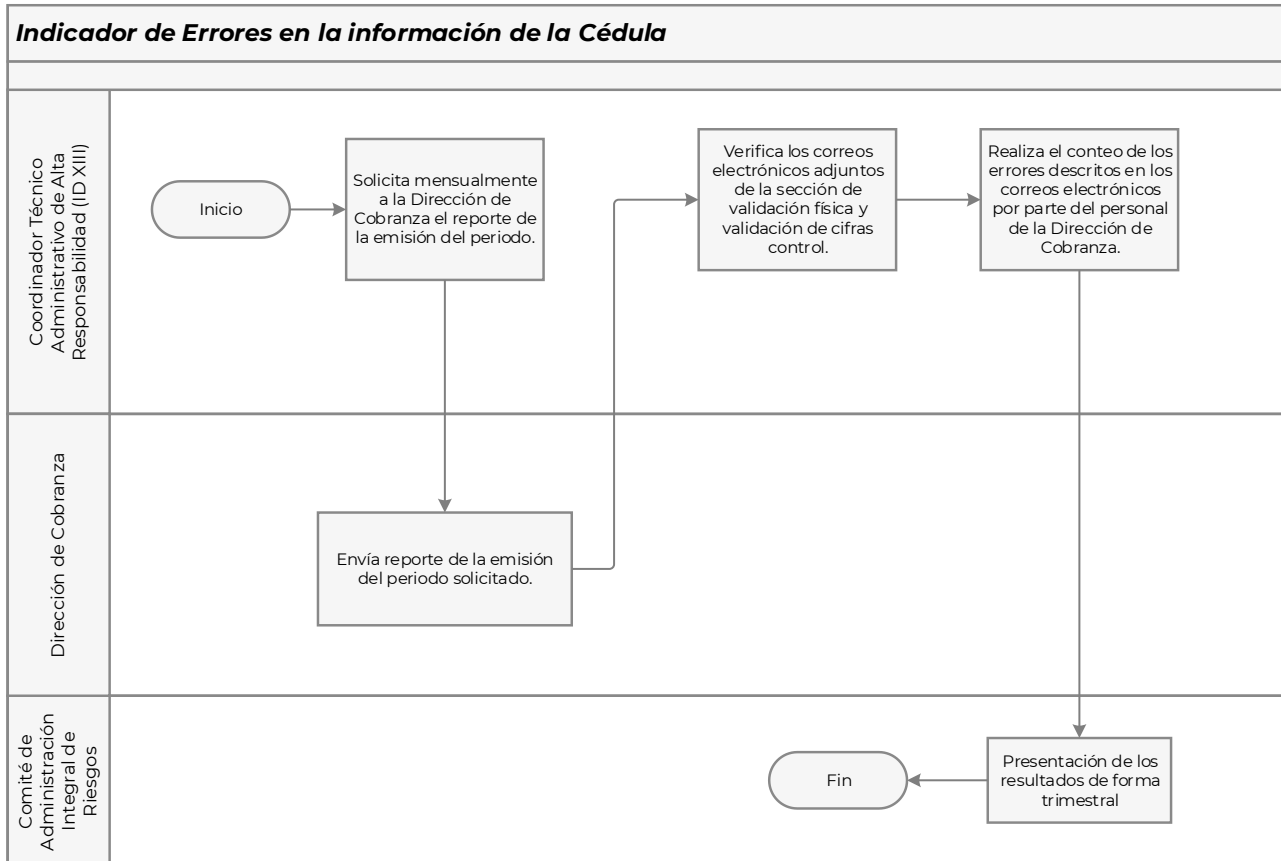 Indicador de Errores en la información de la Cédula
Coordinador Técnico
Administrativo de Alta
Responsabilidad (ID XIII)
Inicio
Solicita mensualmente
a la Dirección de
Cobranza el reporte de
la emisión del periodo.
Verifica los correos
electrónicos adjuntos
de la sección de
validación física y
validación de cifras
control.
Realiza el conteo de los
errores descritos en los
correos electrónicos
por parte del personal
de la Dirección de
Cobranza.
Dirección de Cobranza
Envía reporte de la emisión
del periodo solicitado.
Comité de
Administración
Integral de
Riesgos
Fin
Presentación de los
resultados de forma
trimestral